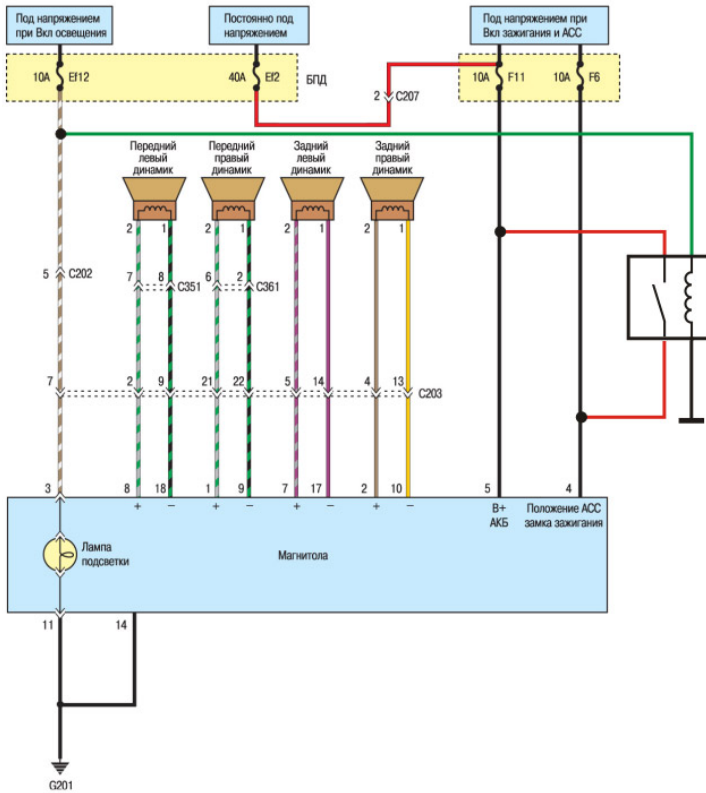 Под напряжением
при Вкл освещения
Постоянно под
напряжением
Под напряжением при
Вкл зажигания и АСС
10A Ef12
40A Ef2
БПД
10A F11
10A F6
2 C207
Передний
левый
динамик
Передний
правый
динамик
Задний
левый
динамик
Задний
правый
динамик
2 1 2 1 2 1 2 1
5 C202
7 8 C351
6 2 C361
7 2 9 21 22 5 14 4 13 C203
3 8 18 1 9 7 17 2 10 5 4
+ − + − + − + −
B+
АКБ
Положение АСС
замка зажигания
Лампа
подсветки
Магнитола
11 14
G201